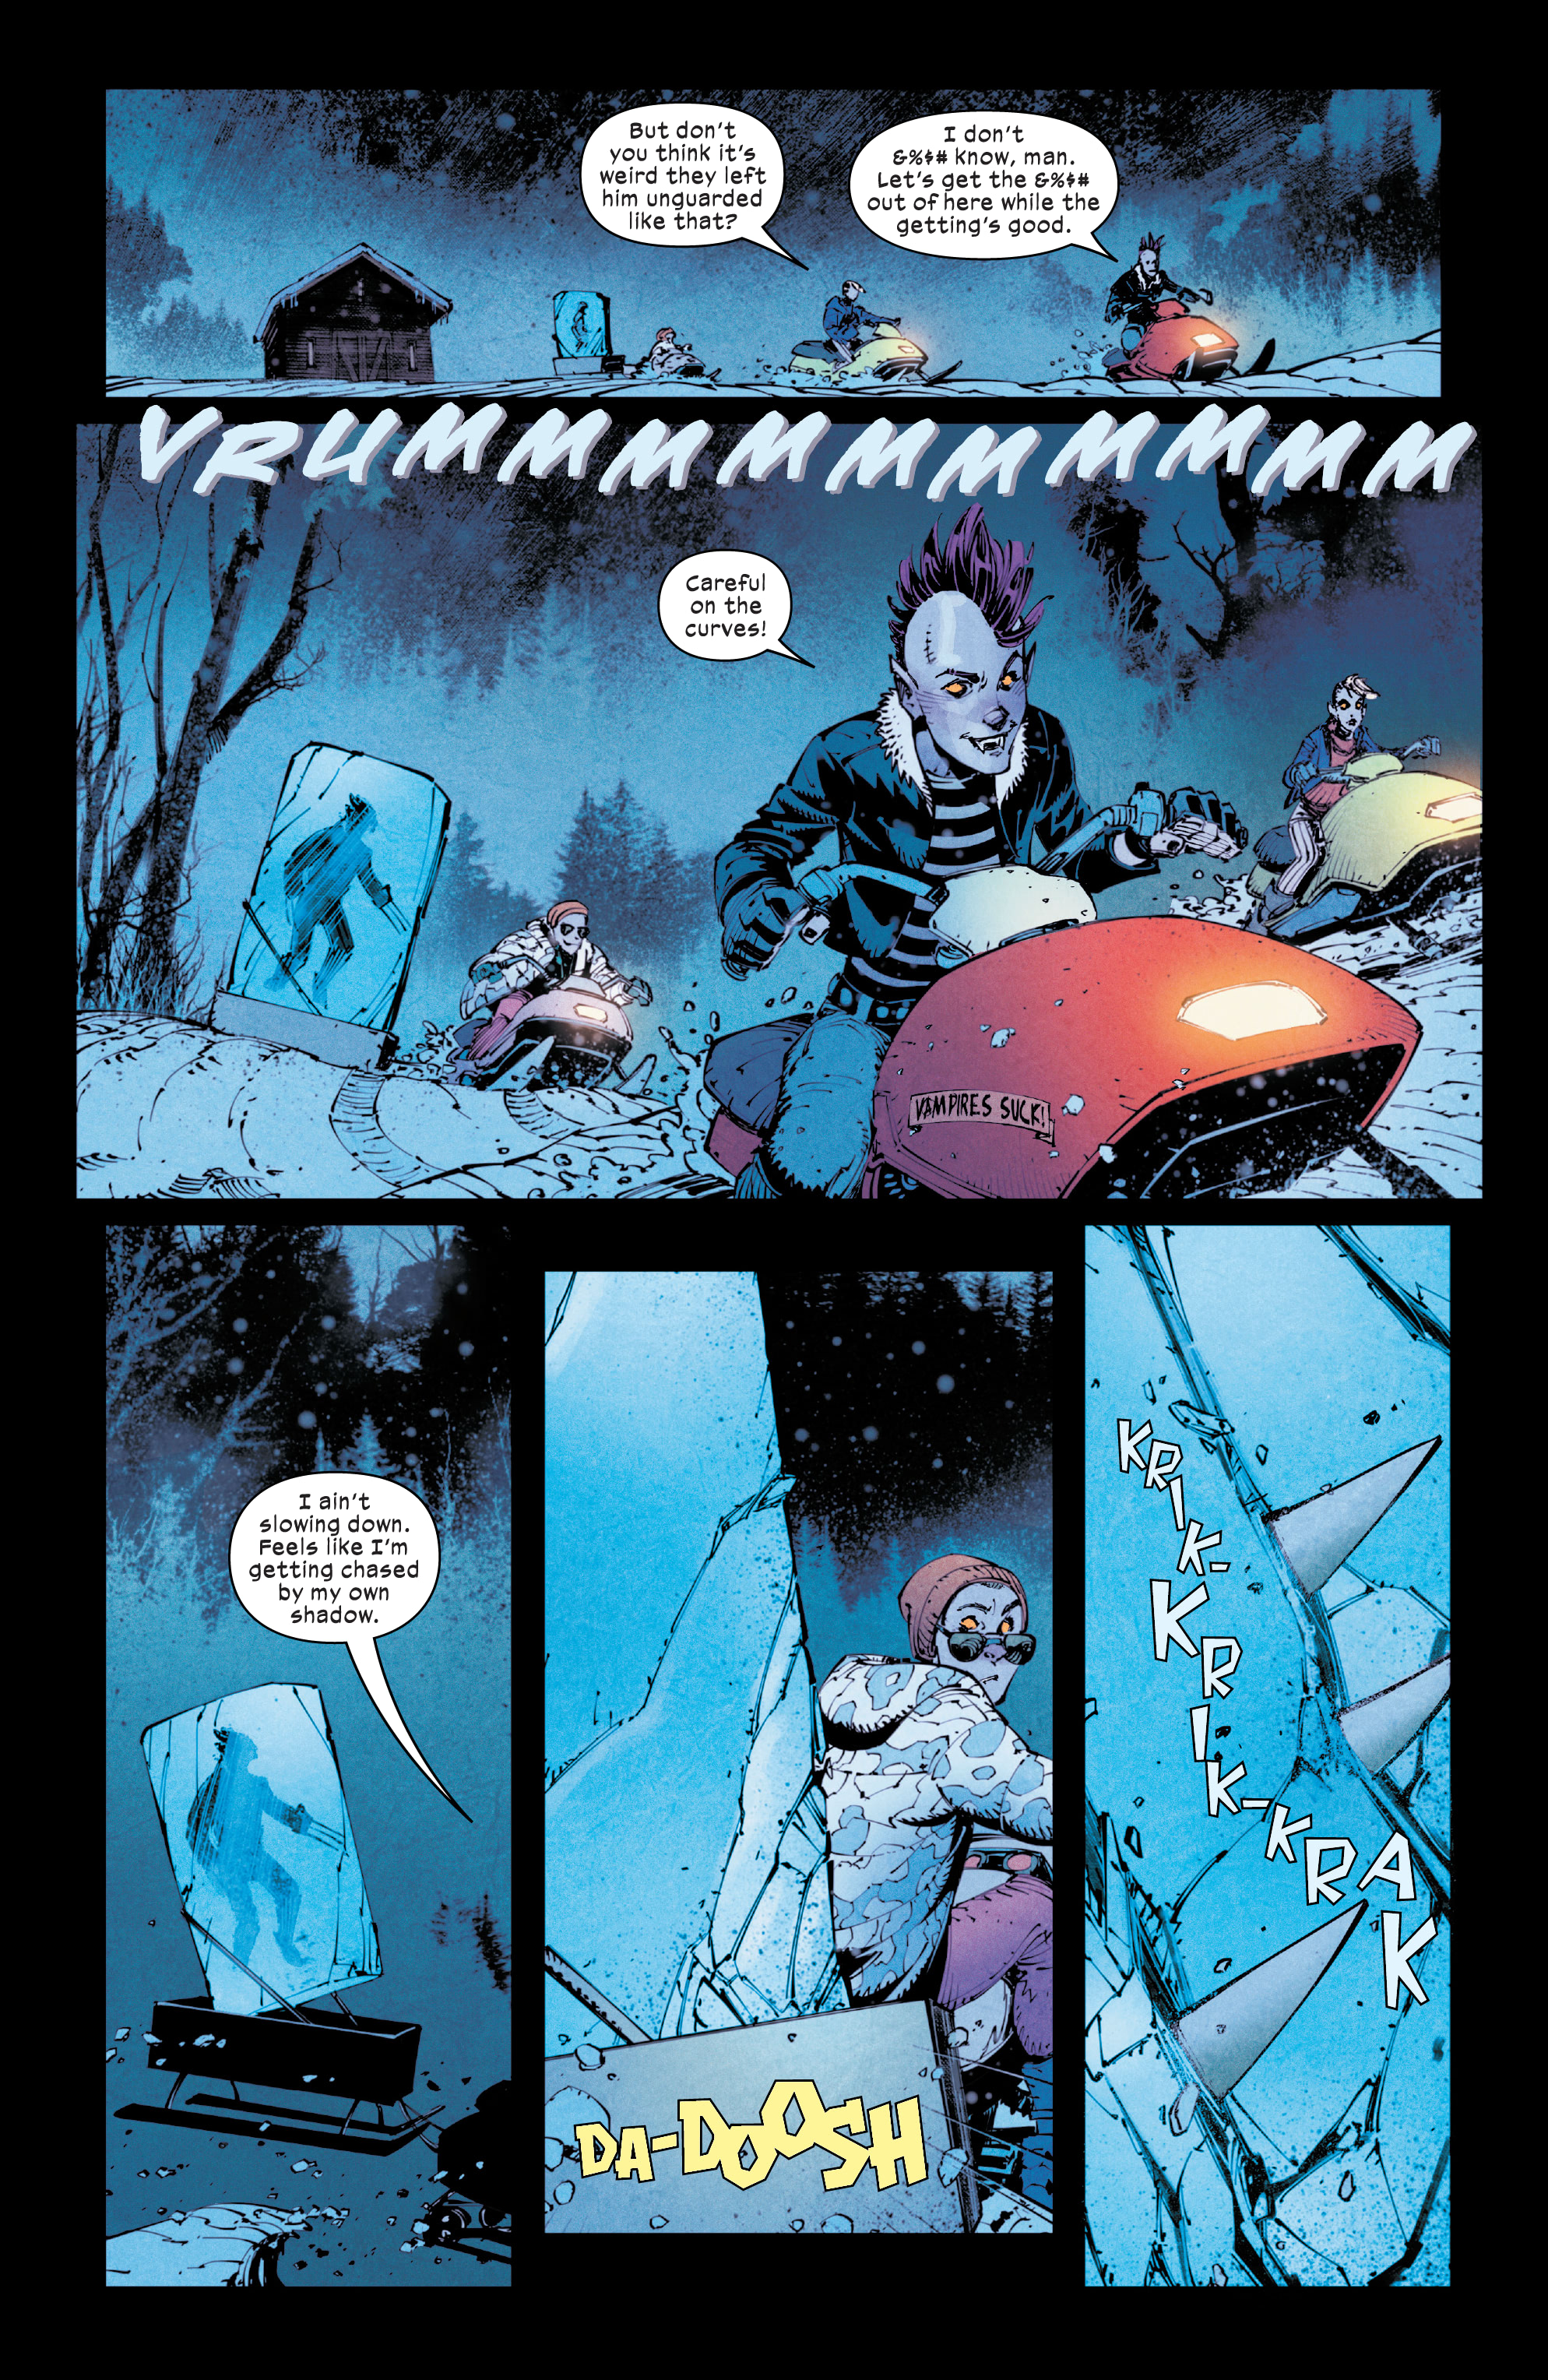 But don't
you think it's
weird they left
him unguarded
like that?
I don't
&%$# know, man.
Let's get the &%$#
out of here while the
getting's good.
VRUMMMMMMMMMM
Careful
on the
curves!
VAMPIRES SUCK!
I ain't
slowing down.
Feels like I'm
getting chased
by my own
shadow.
DA-DOOSH
KRIK-KRIK-KRAK